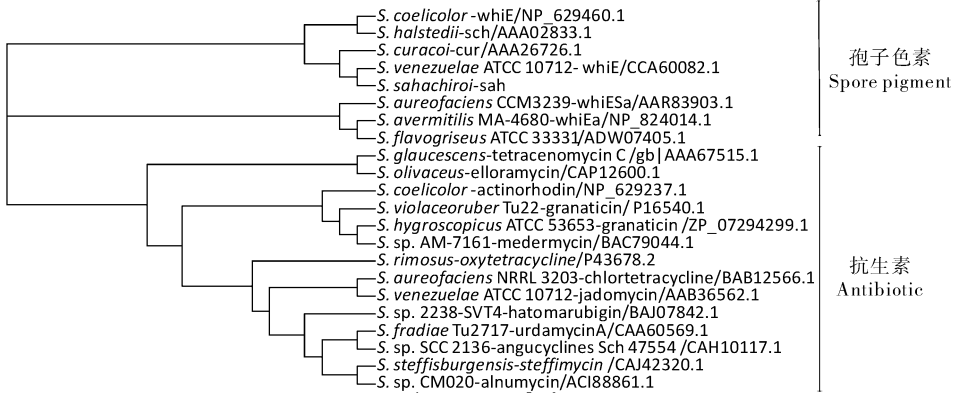 S. coelicolor -whiE/NP_629460.1
S. halstedii-sch/AAA02833.1
S. curacoi-cur/AAA26726.1
S. venezuelae ATCC 10712- whiE/CCA60082.1
S. sahachiroi-sah
S. aureofaciens CCM3239-whiESa/AAR83903.1
S. avermitilis MA-4680-whiEa/NP_824014.1
S. flavogriseus ATCC 33331/ADW07405.1
孢子色素
Spore pigment
S. glaucescens-tetracenomycin C /gb|AAA67515.1
S. olivaceus-elloramycin/CAP12600.1
S. coelicolor -actinorhodin/NP_629237.1
S. violaceoruber Tu22-granaticin/ P16540.1
S. hygroscopicus ATCC 53653-granaticin /ZP_07294299.1
S. sp. AM-7161-medermycin/BAC79044.1
S. rimosus-oxytetracycline/P43678.2
S. aureofaciens NRRL 3203-chlortetracycline/BAB12566.1
S. venezuelae ATCC 10712-jadomycin/AAB36562.1
S. sp. 2238-SVT4-hatomarubigin/BAJ07842.1
S. fradiae Tu2717-urdamycinA/CAA60569.1
S. sp. SCC 2136-angucyclines Sch 47554 /CAH10117.1
S. steffisburgensis-steffimycin /CAJ42320.1
S. sp. CM020-alnumycin/ACI88861.1
抗生素
Antibiotic